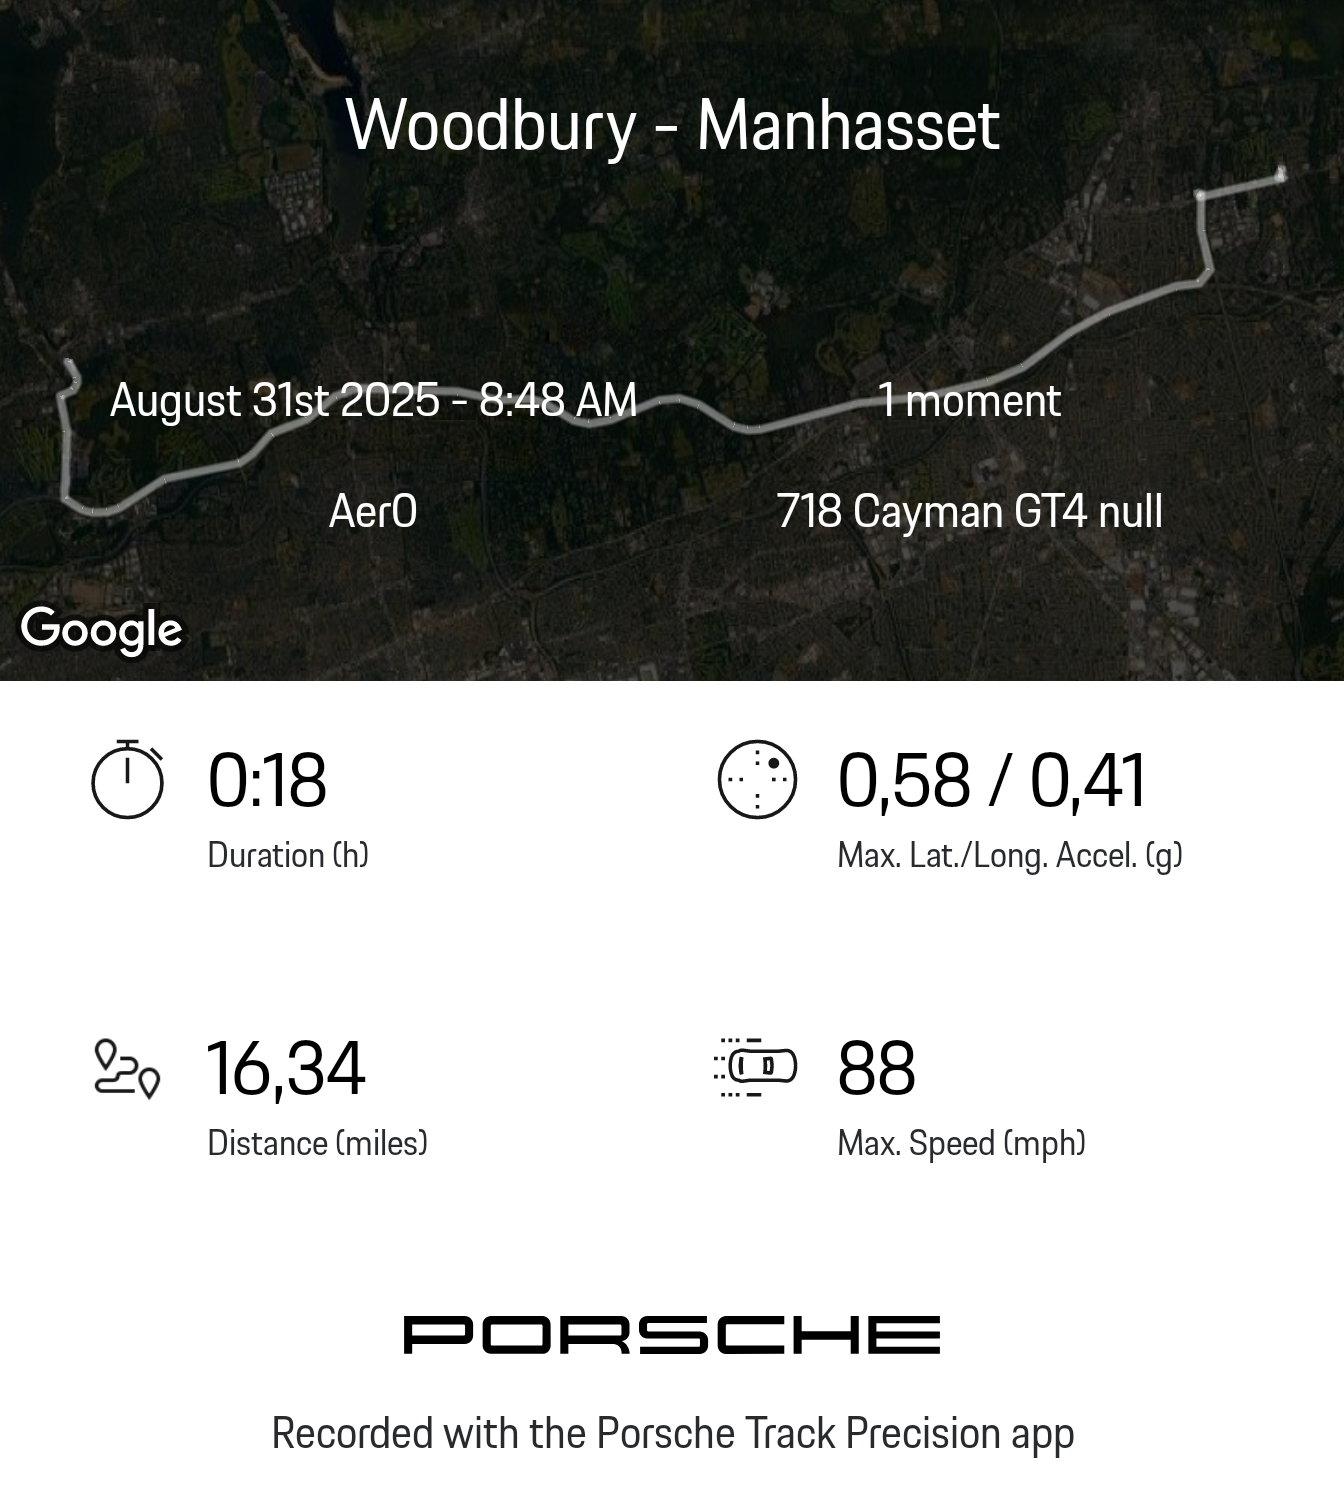 Woodbury - Manhasset
August 31st 2025 - 8:48 AM
1 moment
Aer0
718 Cayman GT4 null
Google
0:18
Duration (h)
0,58 / 0,41
Max. Lat./Long. Accel. (g)
16,34
Distance (miles)
88
Max. Speed (mph)
PORSCHE
Recorded with the Porsche Track Precision app